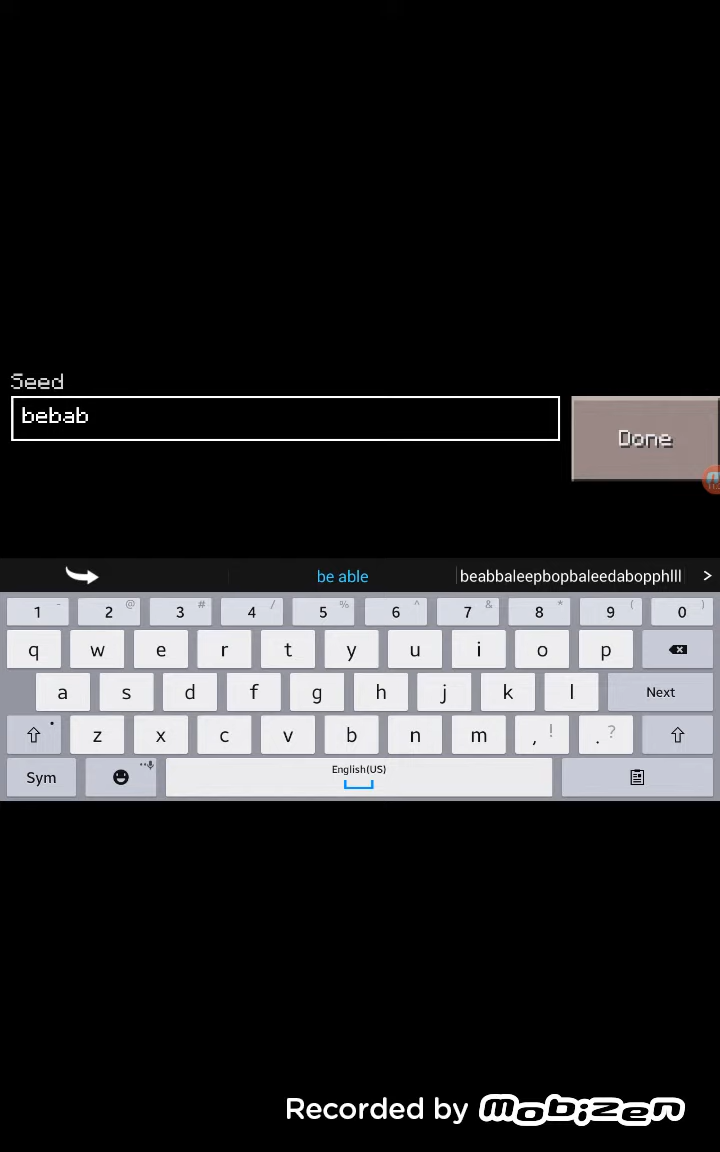 Seed
bebab
Done
be able beabbaleepbopbaleedabopphlll >
1 - 2 @ 3 # 4 / 5 % 6 ^ 7 & 8 * 9 ( 0 )
q w e r t y u i o p
a s d f g h j k l Next
z x c v b n m , ! . ?
Sym English(US)
Recorded by mobizen